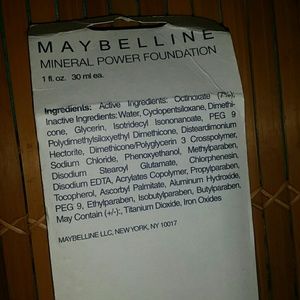 MAYBELLINE
MINERAL POWER FOUNDATION
1 fl. oz. 30 ml ea.
Ingredients: Active Ingredients: Octinoxate (7%),
Inactive Ingredients: Water, Cyclopentsiloxane, Dimethi-
cone, Glycerin, Isotridecyl Isononanoate, PEG 9
Polydimethylsiloxyethyl Dimethicone, Disteardimonium
Hectorite, Dimethicone/Polyglycerin 3 Crosspolymer,
Sodium Chloride, Phenoxyethanol, Methylparaben,
Disodium Stearoyl Glutamate, Chlorphenesin,
Disodium EDTA, Acrylates Copolymer, Propylparaben,
Tocopherol, Ascorbyl Palmitate, Aluminum Hydroxide,
PEG 9, Ethylparaben, Isobutylparaben, Butylparaben,
May Contain (+/-):, Titanium Dioxide, Iron Oxides
MAYBELLINE LLC, NEW YORK, NY 10017